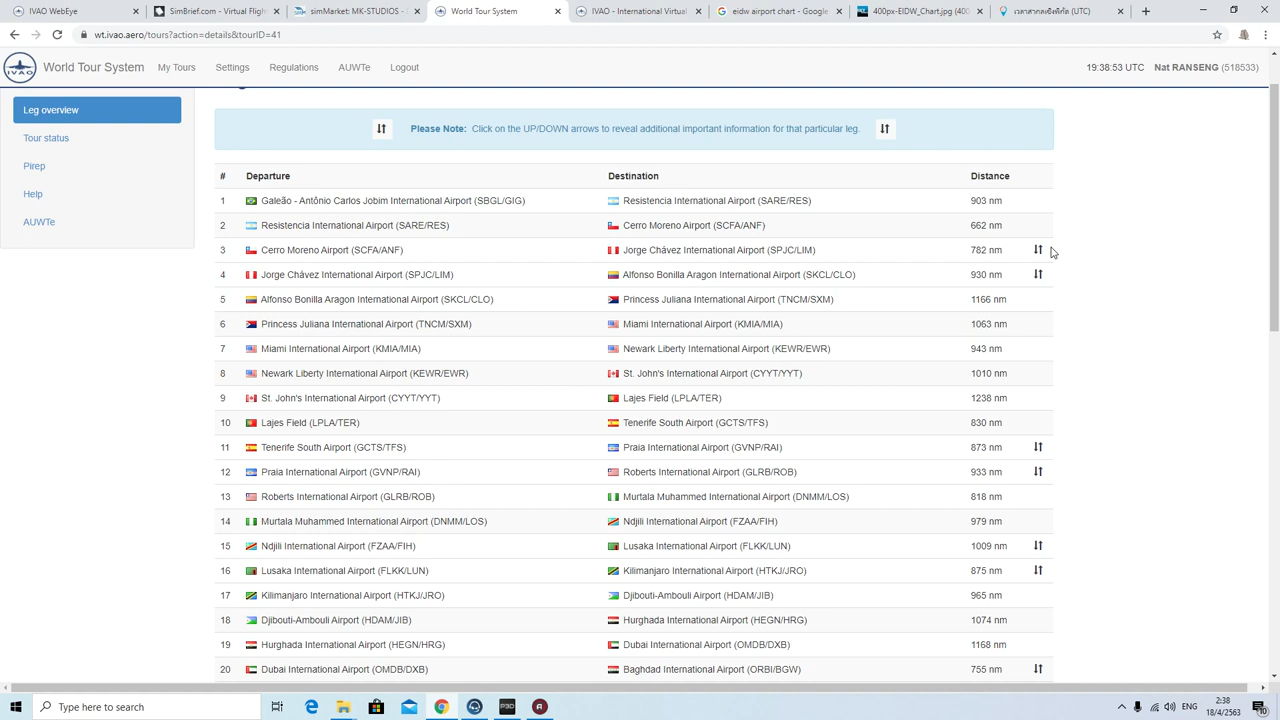 IVAO WebEye
SimBrief.com - Virtual Flight
simMarket: MK-STUDIOS -
World Tour System
IVAO - International Virtual
eidw airport chart - Google
400px-EIDW_Chart.jpg (400
(UTC)
wt.ivao.aero/tours?action=details&tourID=41
IVAO
World Tour System
My Tours
Settings
Regulations
AUWTe
Logout
19:38:53 UTC
Nat RANSENG (518533)
Leg overview
Tour status
Pirep
Help
AUWTe
Please Note: Click on the UP/DOWN arrows to reveal additional important information for that particular leg.
# Departure Destination Distance
1 Galeão - Antônio Carlos Jobim International Airport (SBGL/GIG) Resistencia International Airport (SARE/RES) 903 nm
2 Resistencia International Airport (SARE/RES) Cerro Moreno Airport (SCFA/ANF) 662 nm
3 Cerro Moreno Airport (SCFA/ANF) Jorge Chávez International Airport (SPJC/LIM) 782 nm
4 Jorge Chávez International Airport (SPJC/LIM) Alfonso Bonilla Aragon International Airport (SKCL/CLO) 930 nm
5 Alfonso Bonilla Aragon International Airport (SKCL/CLO) Princess Juliana International Airport (TNCM/SXM) 1166 nm
6 Princess Juliana International Airport (TNCM/SXM) Miami International Airport (KMIA/MIA) 1063 nm
7 Miami International Airport (KMIA/MIA) Newark Liberty International Airport (KEWR/EWR) 943 nm
8 Newark Liberty International Airport (KEWR/EWR) St. John's International Airport (CYYT/YYT) 1010 nm
9 St. John's International Airport (CYYT/YYT) Lajes Field (LPLA/TER) 1238 nm
10 Lajes Field (LPLA/TER) Tenerife South Airport (GCTS/TFS) 830 nm
11 Tenerife South Airport (GCTS/TFS) Praia International Airport (GVNP/RAI) 873 nm
12 Praia International Airport (GVNP/RAI) Roberts International Airport (GLRB/ROB) 933 nm
13 Roberts International Airport (GLRB/ROB) Murtala Muhammed International Airport (DNMM/LOS) 818 nm
14 Murtala Muhammed International Airport (DNMM/LOS) Ndjili International Airport (FZAA/FIH) 979 nm
15 Ndjili International Airport (FZAA/FIH) Lusaka International Airport (FLKK/LUN) 1009 nm
16 Lusaka International Airport (FLKK/LUN) Kilimanjaro International Airport (HTKJ/JRO) 875 nm
17 Kilimanjaro International Airport (HTKJ/JRO) Djibouti-Ambouli Airport (HDAM/JIB) 965 nm
18 Djibouti-Ambouli Airport (HDAM/JIB) Hurghada International Airport (HEGN/HRG) 1074 nm
19 Hurghada International Airport (HEGN/HRG) Dubai International Airport (OMDB/DXB) 1168 nm
20 Dubai International Airport (OMDB/DXB) Baghdad International Airport (ORBI/BGW) 755 nm
Type here to search
P3D
ENG
2:38
18/4/2563
10